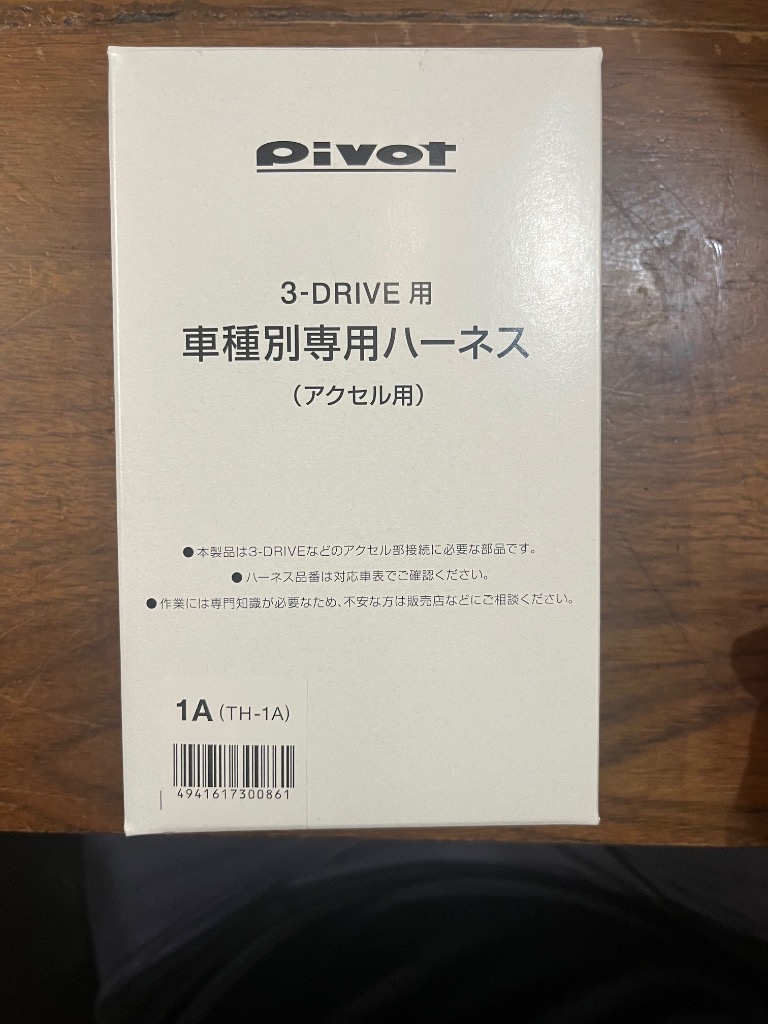 Pivot
3-DRIVE 用
車種別専用ハーネス
（アクセル用）
●本製品は3-DRIVEなどのアクセル部接続に必要な部品です。
●ハーネス品番は対応車表でご確認ください。
●作業には専門知識が必要なため、不安な方は販売店などにご相談ください。
1A (TH-1A)
4941617300861